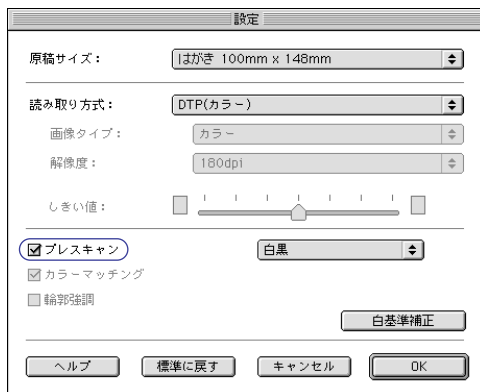 設定
原稿サイズ： はがき 100mm x 148mm
読み取り方式： DTP(カラー)
画像タイプ： カラー
解像度： 180dpi
しきい値：
プレスキャン 白黒
カラーマッチング
輪郭強調
白基準補正
ヘルプ 標準に戻す キャンセル OK